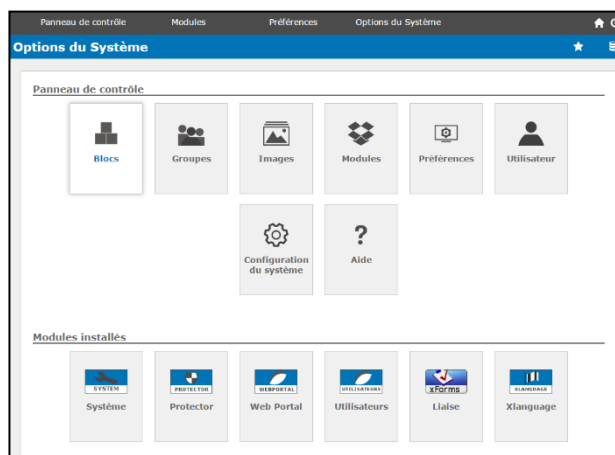 Panneau de contrôle Modules Préférences Options du Système
Options du Système
Panneau de contrôle
Blocs Groupes Images Modules Préférences Utilisateur
Configuration Aide
du système
Modules installés
SYSTEM PROTECTOR WEBPORTAL UTILISATEURS xForms XLANGUAGE
Système Protector Web Portal Utilisateurs Liaise Xlanguage